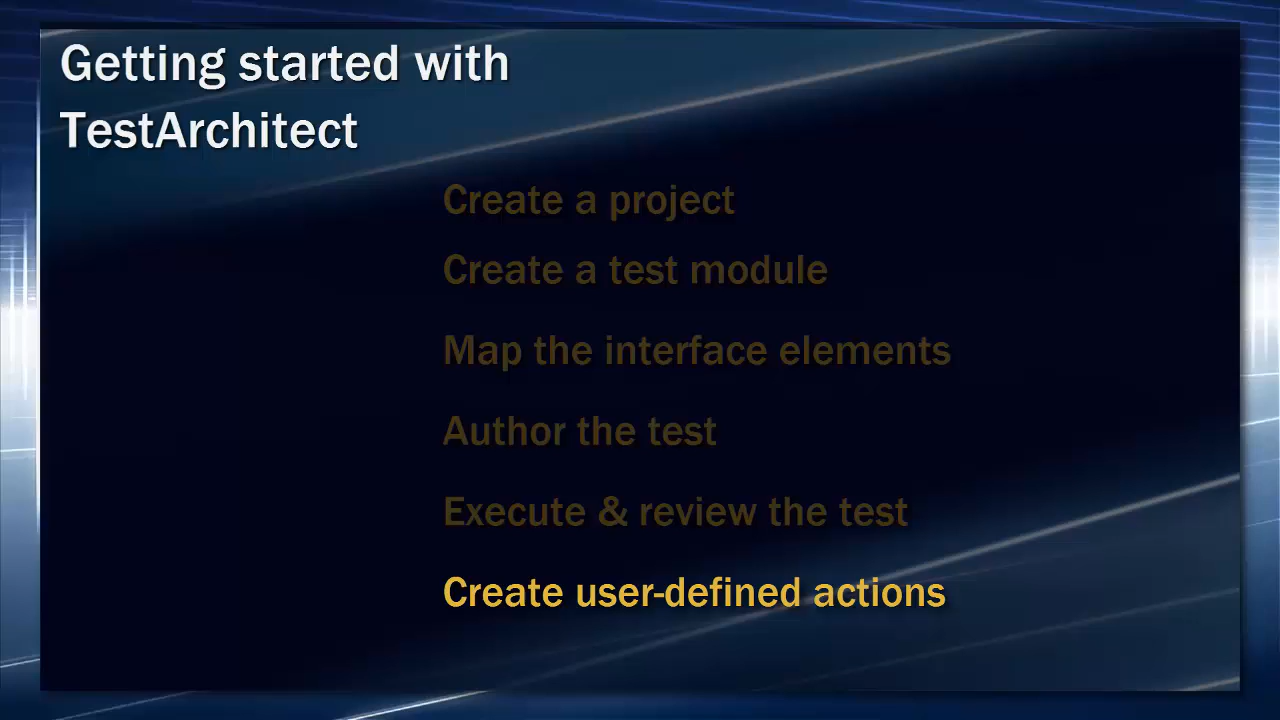 Getting started with
TestArchitect
Create a project
Create a test module
Map the interface elements
Author the test
Execute & review the test
Create user-defined actions